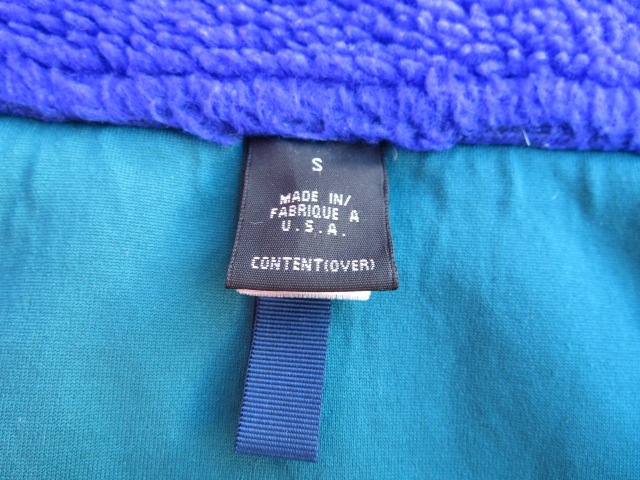 S
MADE IN/
FABRIQUE A
U.S.A.
CONTENT(OVER)